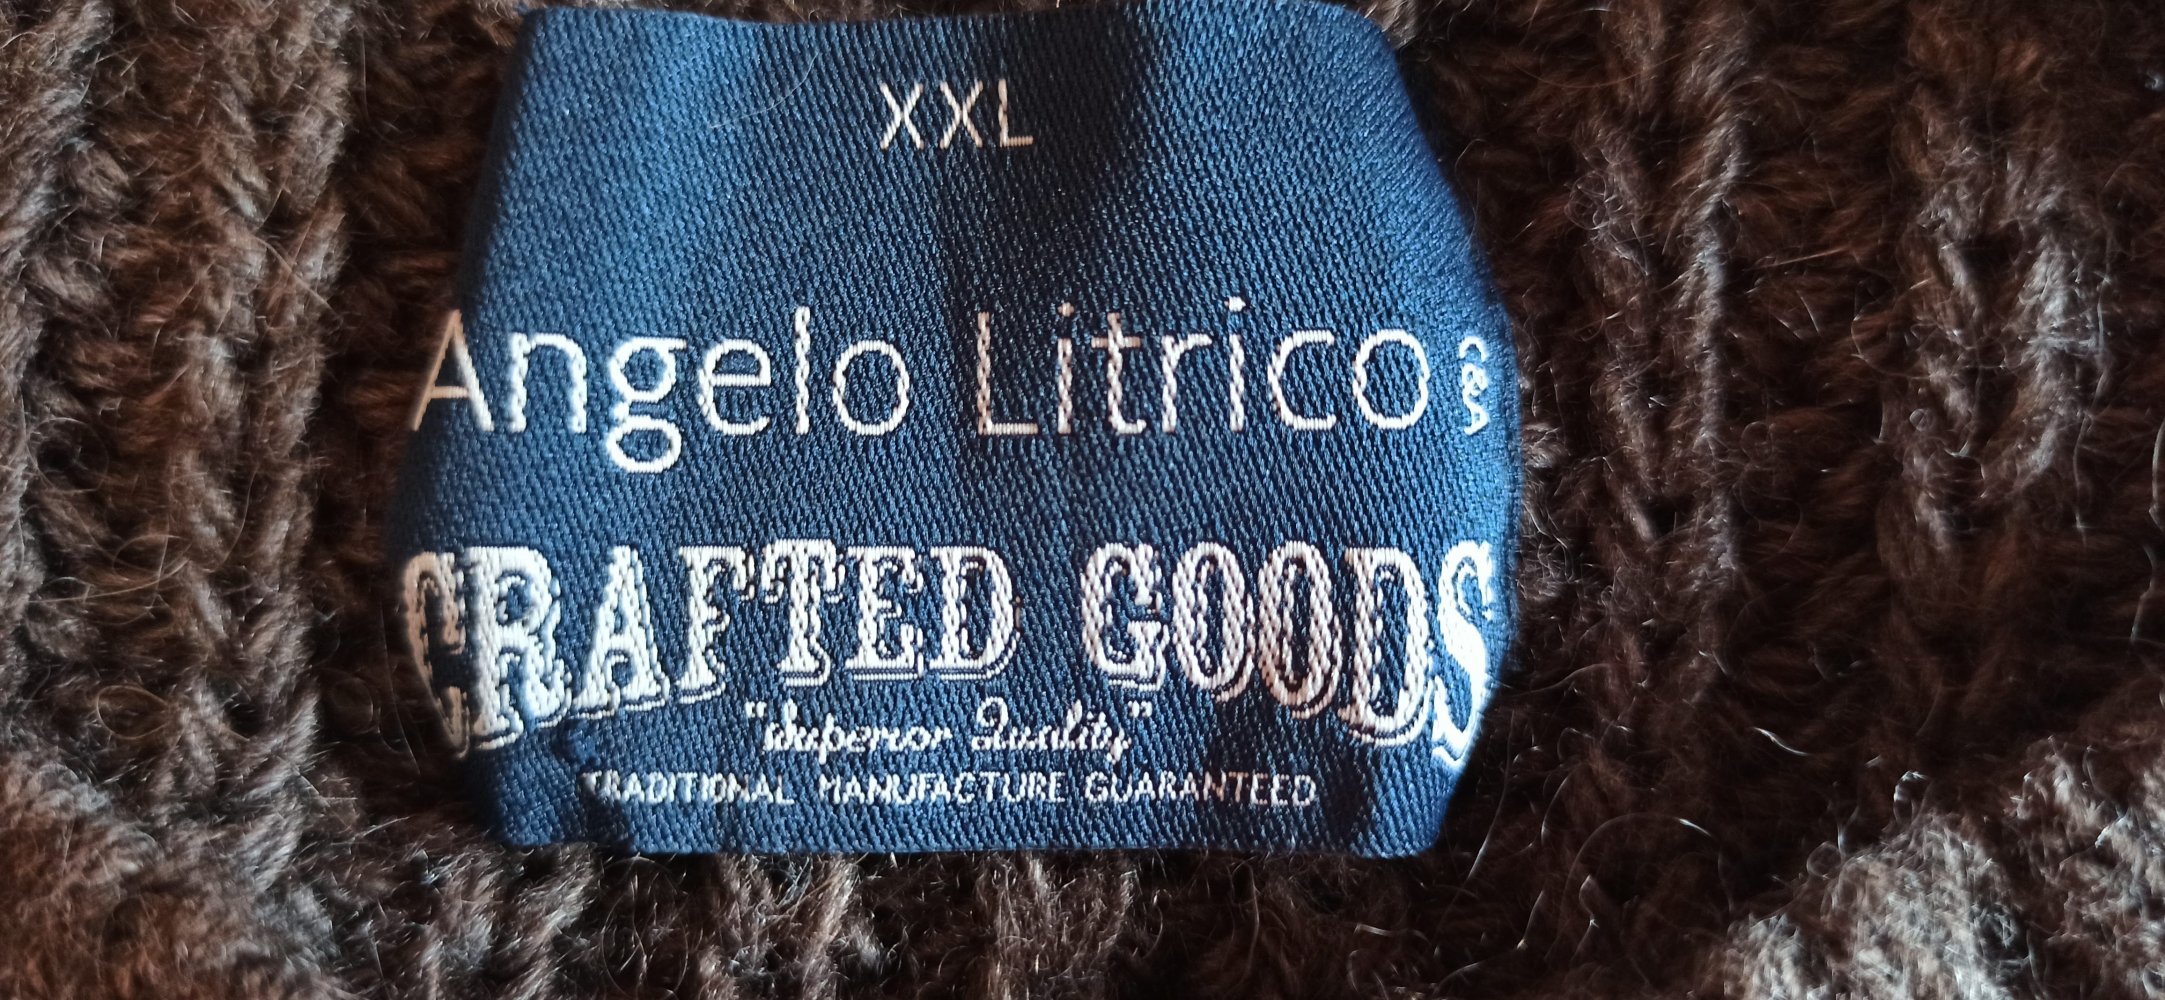 XXL
Angelo Litrico C&A
CRAFTED GOODS
"Superior Quality"
TRADITIONAL MANUFACTURE GUARANTEED